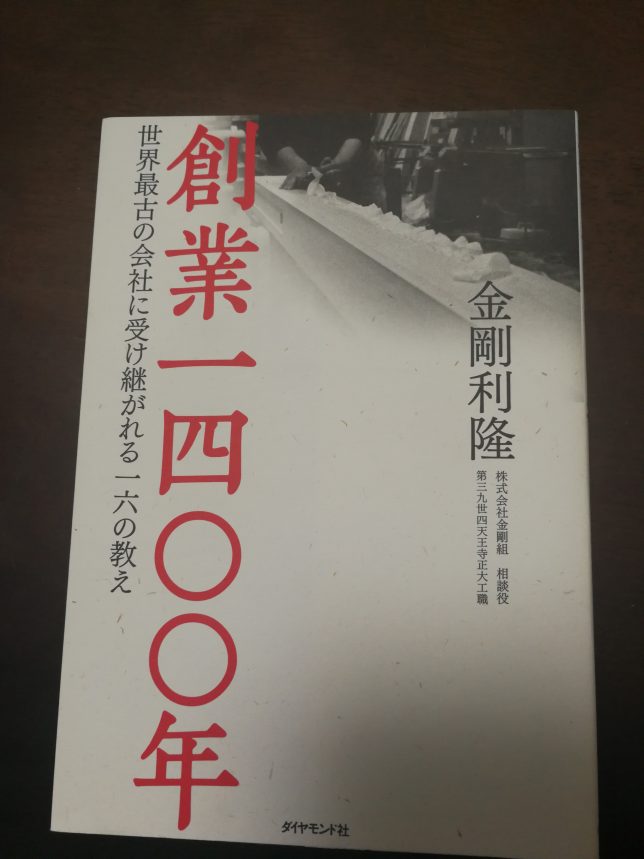 金剛利隆
株式会社金剛組 相談役
第三九世四天王寺正大工職
創業一四〇〇年
世界最古の会社に受け継がれる一六の教え
ダイヤモンド社